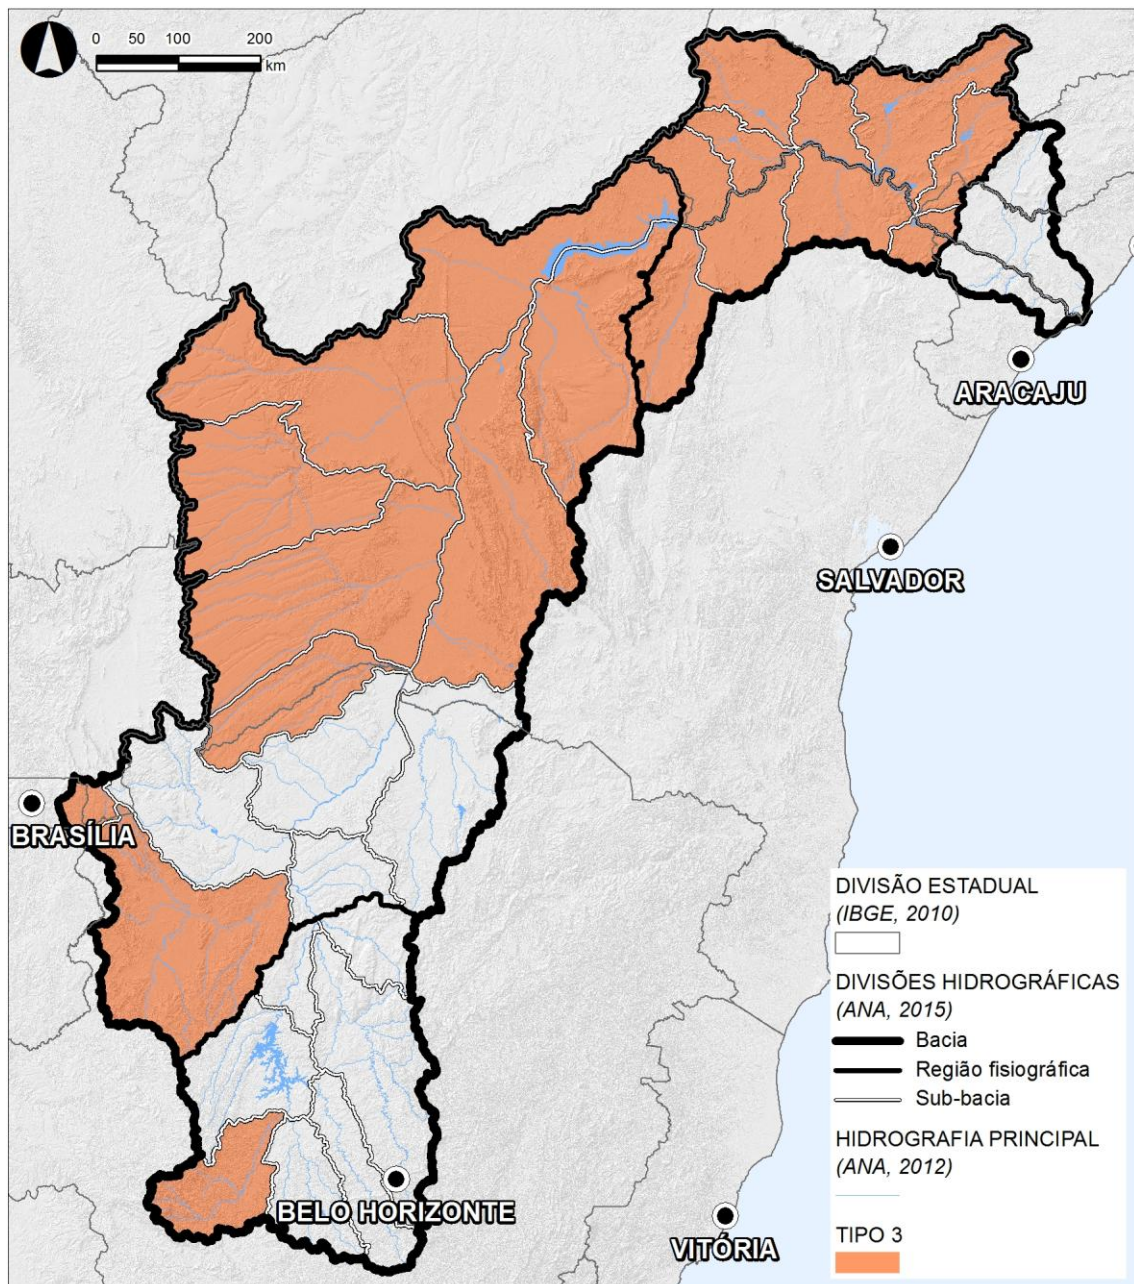 0 50 100 200
km
ARACAJU
SALVADOR
BRASÍLIA
BELO HORIZONTE
VITÓRIA
DIVISÃO ESTADUAL
(IBGE, 2010)
DIVISÕES HIDROGRÁFICAS
(ANA, 2015)
Bacia
Região fisiográfica
Sub-bacia
HIDROGRAFIA PRINCIPAL
(ANA, 2012)
TIPO 3